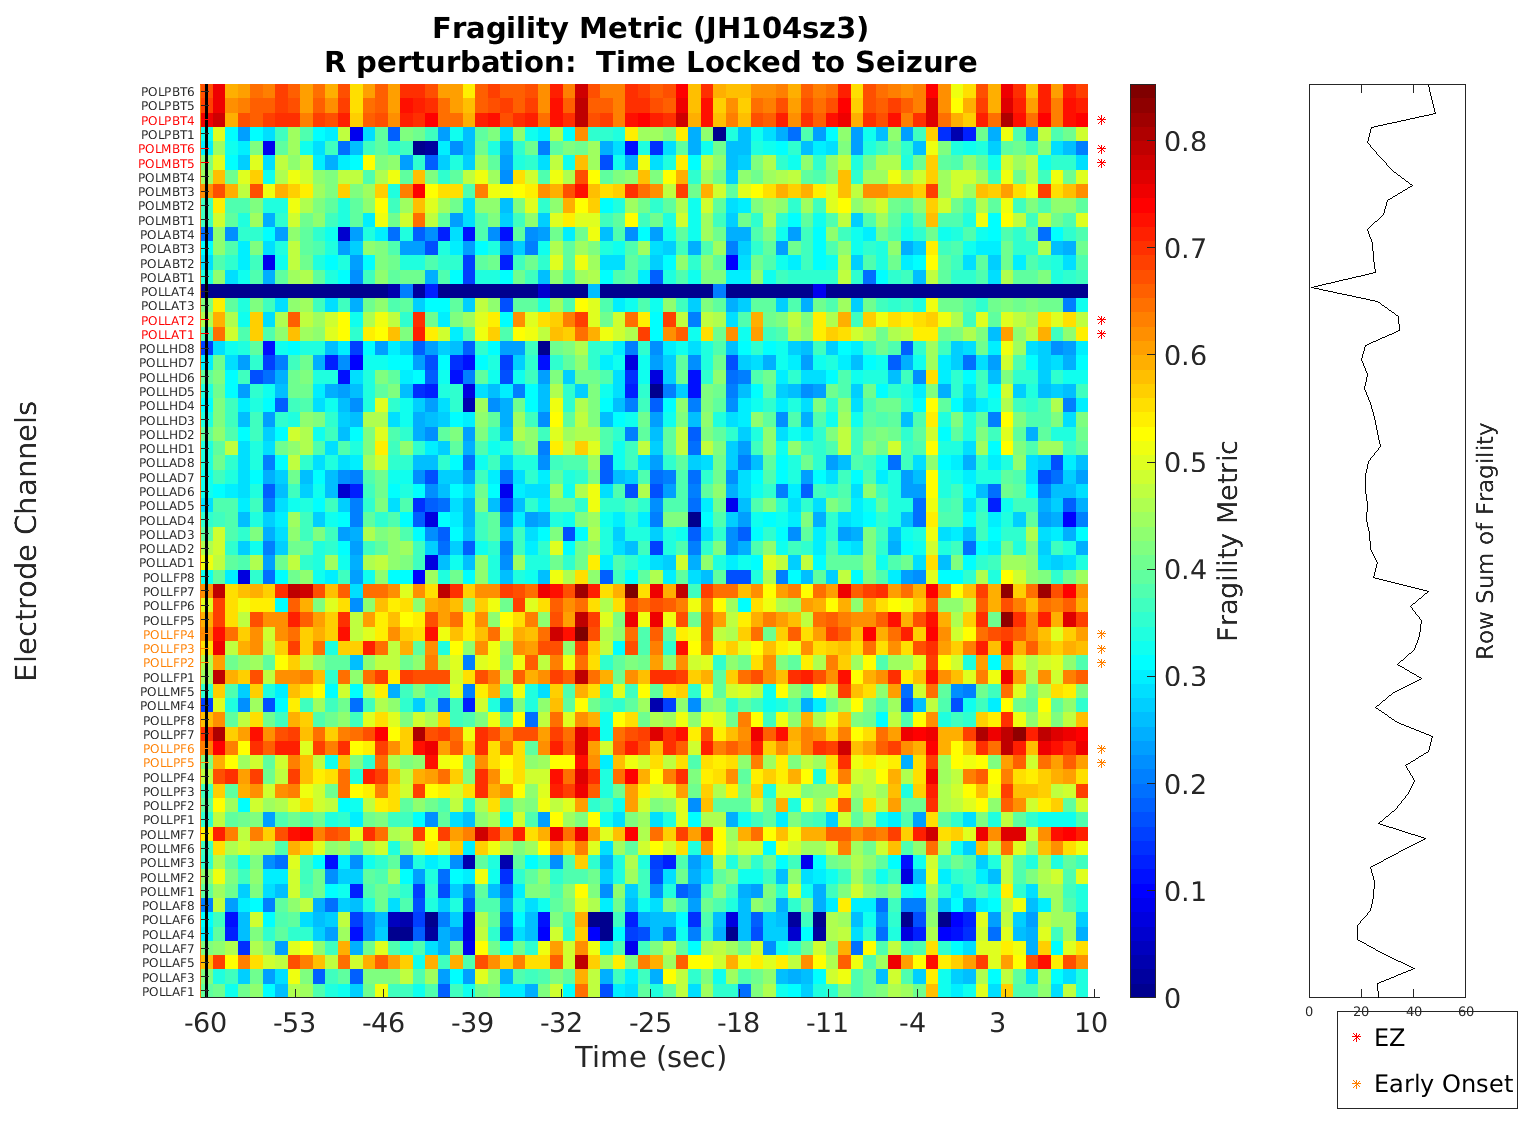 Fragility Metric (JH104sz3)
R perturbation:  Time Locked to Seizure
Electrode Channels
POLPBT6
POLPBT5
POLPBT4
POLPBT1
POLMBT6
POLMBT5
POLMBT4
POLMBT3
POLMBT2
POLMBT1
POLABT4
POLABT3
POLABT2
POLABT1
POLLAT4
POLLAT3
POLLAT2
POLLAT1
POLLHD8
POLLHD7
POLLHD6
POLLHD5
POLLHD4
POLLHD3
POLLHD2
POLLHD1
POLLAD8
POLLAD7
POLLAD6
POLLAD5
POLLAD4
POLLAD3
POLLAD2
POLLAD1
POLLFP8
POLLFP7
POLLFP6
POLLFP5
POLLFP4
POLLFP3
POLLFP2
POLLFP1
POLLMF5
POLLMF4
POLLPF8
POLLPF7
POLLPF6
POLLPF5
POLLPF4
POLLPF3
POLLPF2
POLLPF1
POLLMF7
POLLMF6
POLLMF3
POLLMF2
POLLMF1
POLLAF8
POLLAF6
POLLAF4
POLLAF7
POLLAF5
POLLAF3
POLLAF1
-60 -53 -46 -39 -32 -25 -18 -11 -4 3 10
Time (sec)
0.8
0.7
0.6
0.5
0.4
0.3
0.2
0.1
0
Fragility Metric
Row Sum of Fragility
0 20 40 60
EZ
Early Onset